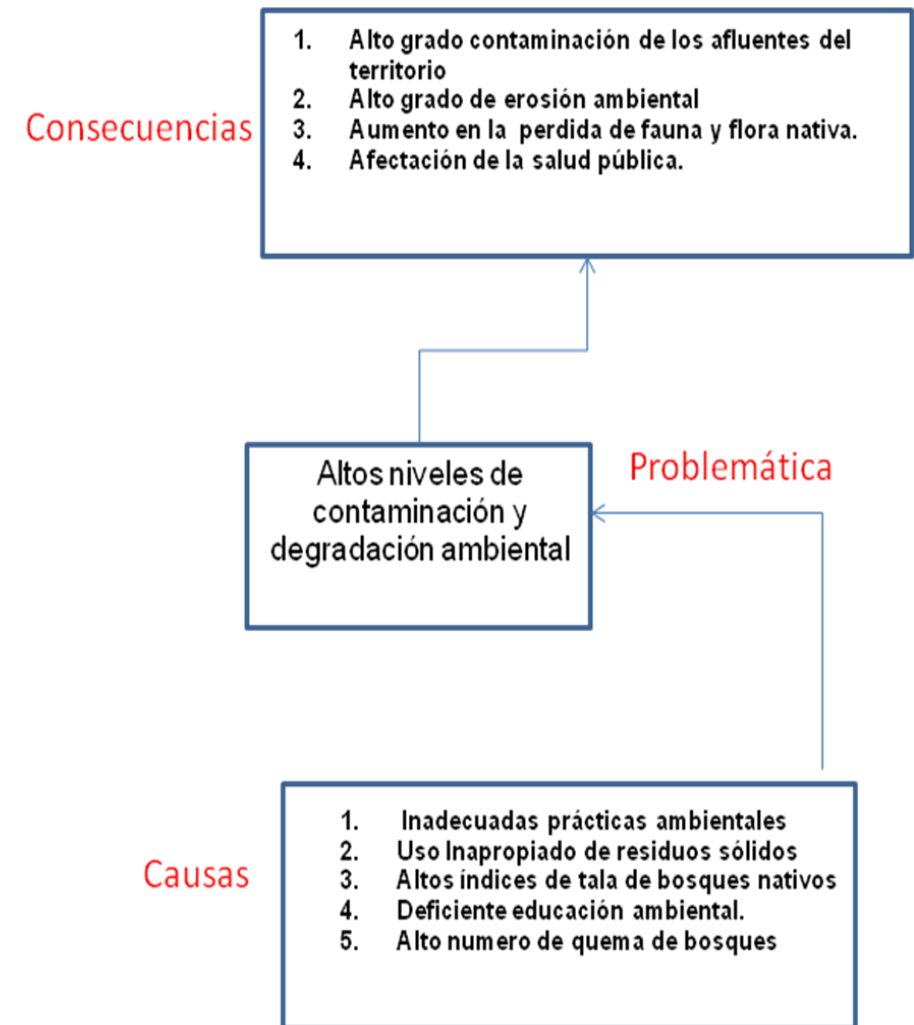 1. Alto grado contaminación de los afluentes del
territorio
2. Alto grado de erosión ambiental
Consecuencias
3. Aumento en la perdida de fauna y flora nativa.
4. Afectación de la salud pública.
Altos niveles de
contaminación y
degradación ambiental
Problemática
1. Inadecuadas prácticas ambientales
2. Uso Inapropiado de residuos sólidos
Causas
3. Altos índices de tala de bosques nativos
4. Deficiente educación ambiental.
5. Alto numero de quema de bosques